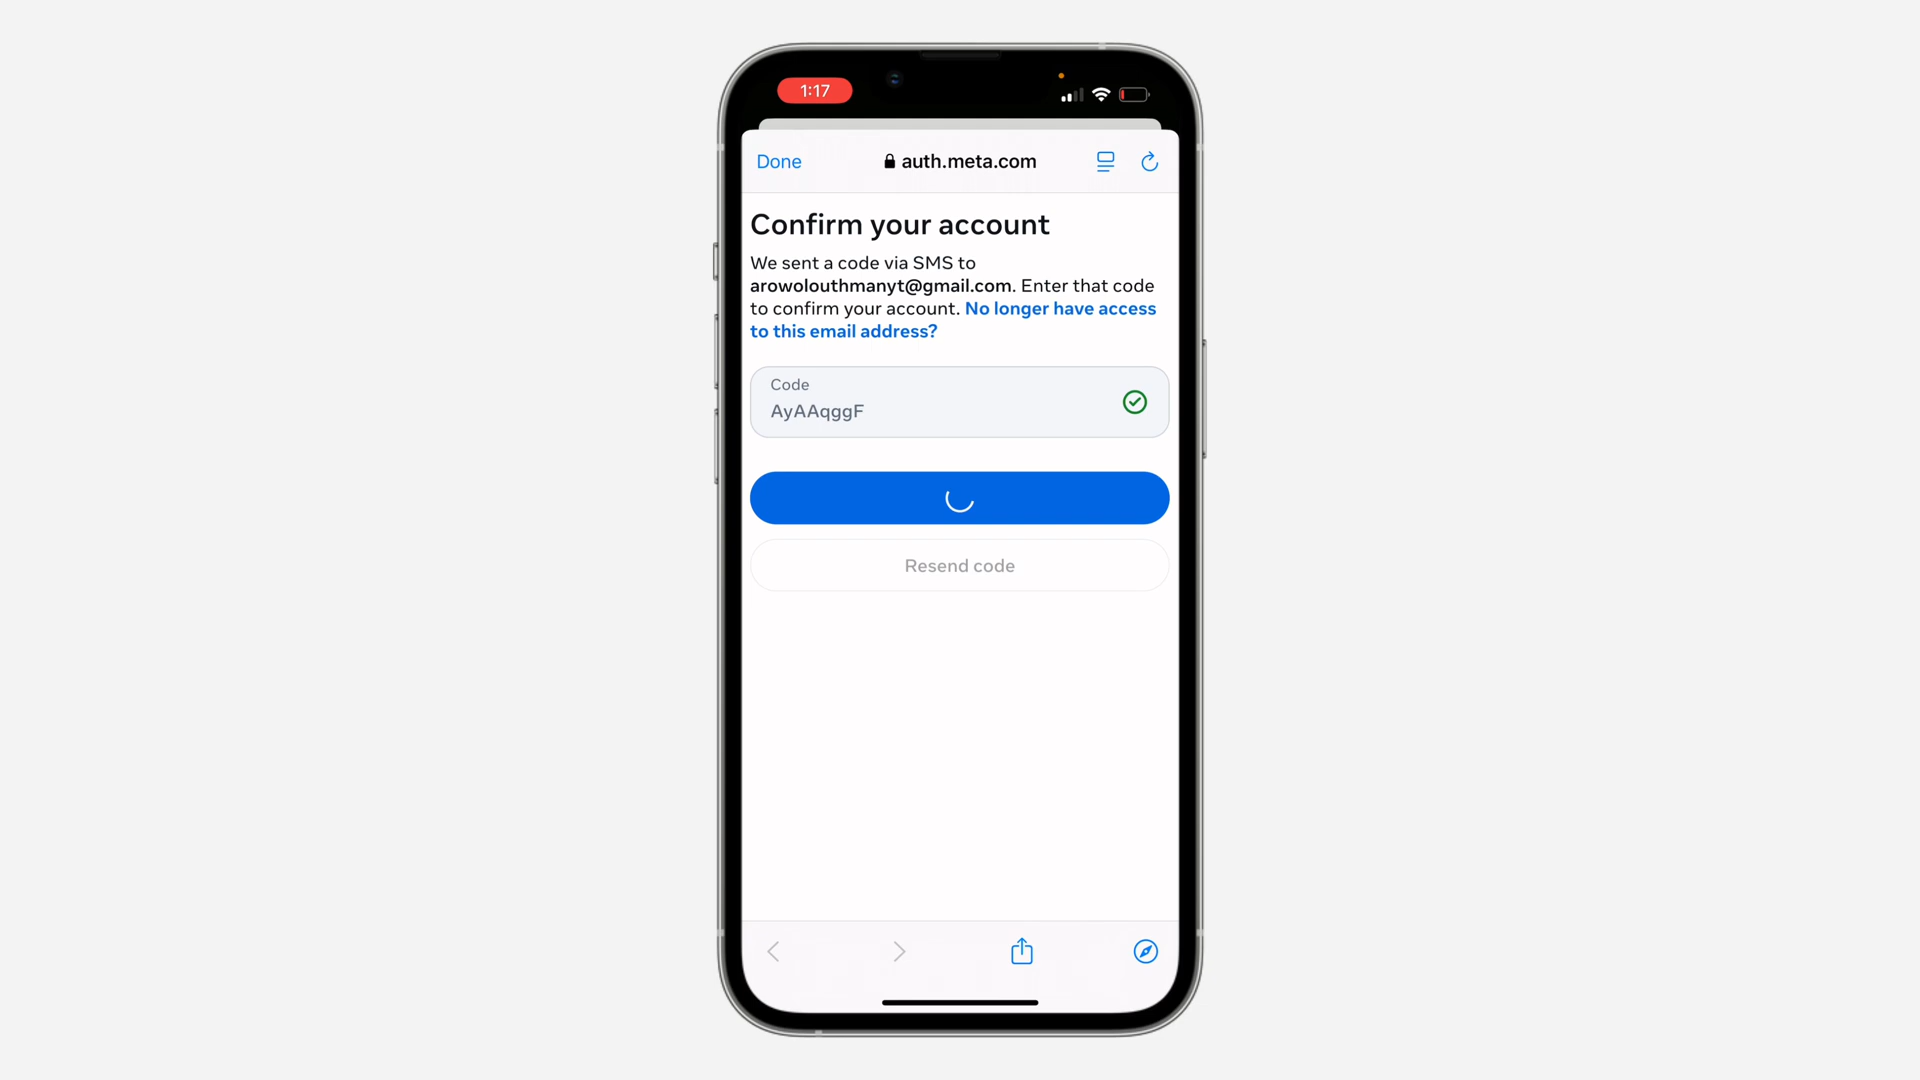 1:17
Done
auth.meta.com
Confirm your account
We sent a code via SMS to
arowolouthmanyt@gmail.com. Enter that code
to confirm your account. No longer have access
to this email address?
Code
AyAAqggF
Resend code